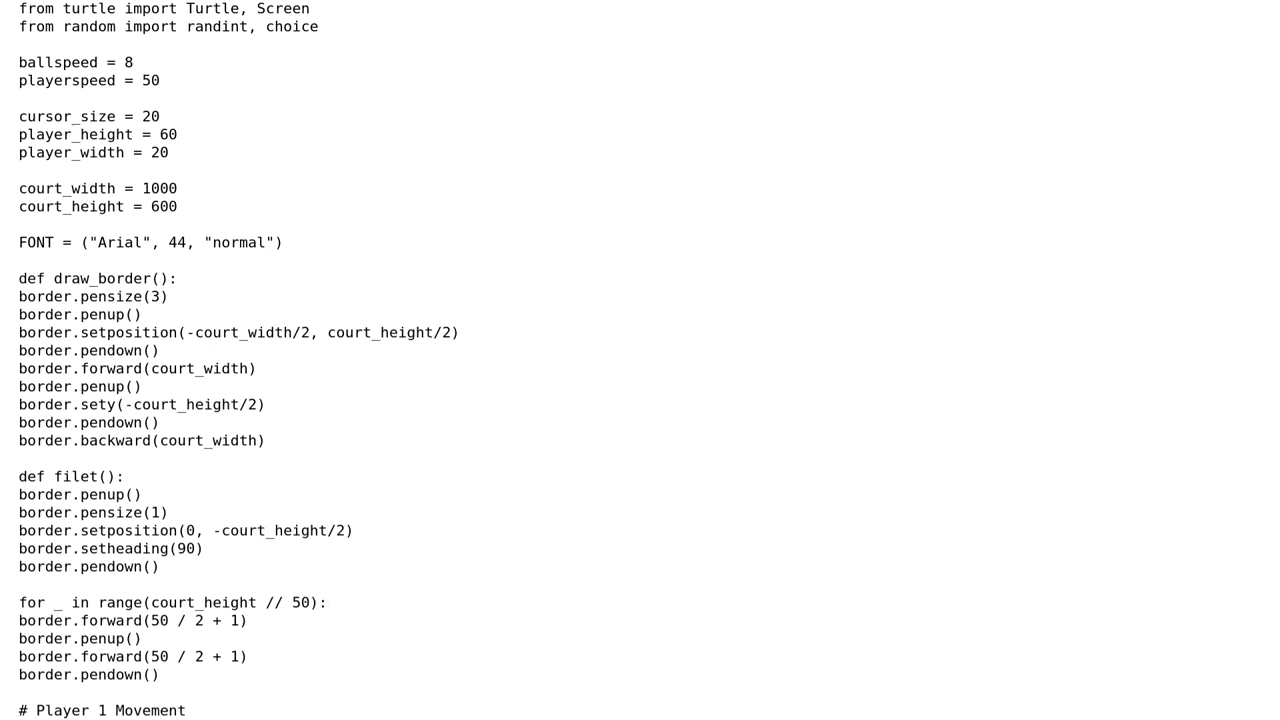 from turtle import Turtle, Screen
from random import randint, choice

ballspeed = 8
playerspeed = 50

cursor_size = 20
player_height = 60
player_width = 20

court_width = 1000
court_height = 600

FONT = ("Arial", 44, "normal")

def draw_border():
border.pensize(3)
border.penup()
border.setposition(-court_width/2, court_height/2)
border.pendown()
border.forward(court_width)
border.penup()
border.sety(-court_height/2)
border.pendown()
border.backward(court_width)

def filet():
border.penup()
border.pensize(1)
border.setposition(0, -court_height/2)
border.setheading(90)
border.pendown()

for _ in range(court_height // 50):
border.forward(50 / 2 + 1)
border.penup()
border.forward(50 / 2 + 1)
border.pendown()

# Player 1 Movement